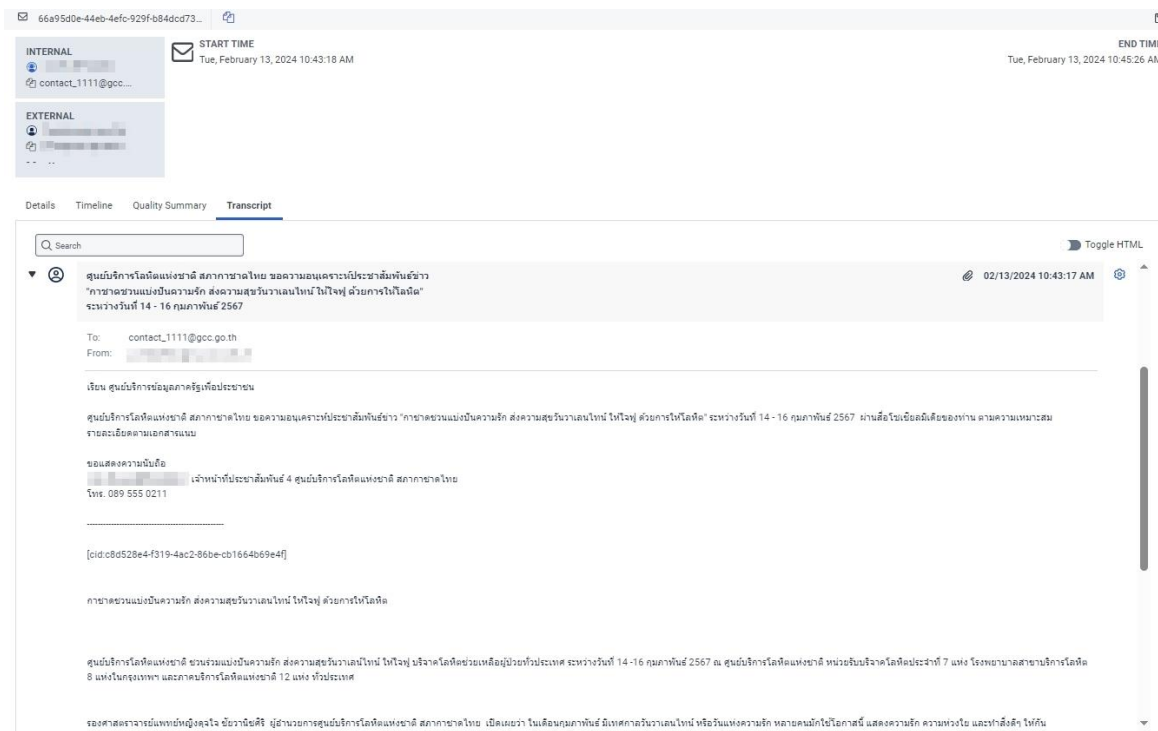 66a95d0e-44eb-4efc-929f-b84dcd73...
INTERNAL
contact_1111@gcc....
START TIME
Tue, February 13, 2024 10:43:18 AM
END TIME
Tue, February 13, 2024 10:45:26 AM
EXTERNAL
Details Timeline Quality Summary Transcript
Search
Toggle HTML
ศูนย์บริการโลหิตแห่งชาติ สภากาชาดไทย ขอความอนุเคราะห์ประชาสัมพันธ์ข่าว
"กาชาดชวนแบ่งปันความรัก ส่งความสุขวันวาเลนไทน์ ให้ใจฟู ด้วยการให้โลหิต"
ระหว่างวันที่ 14 - 16 กุมภาพันธ์ 2567
02/13/2024 10:43:17 AM
To: contact_1111@gcc.go.th
From:
เรียน ศูนย์บริการข้อมูลภาครัฐเพื่อประชาชน
ศูนย์บริการโลหิตแห่งชาติ สภากาชาดไทย ขอความอนุเคราะห์ประชาสัมพันธ์ข่าว "กาชาดชวนแบ่งปันความรัก ส่งความสุขวันวาเลนไทน์ ให้ใจฟู ด้วยการให้โลหิต" ระหว่างวันที่ 14 - 16 กุมภาพันธ์ 2567 ผ่านสื่อโซเชียลมิเดียของท่าน ตามความเหมาะสม
รายละเอียดตามเอกสารแนบ
ขอแสดงความนับถือ
เจ้าหน้าที่ประชาสัมพันธ์ 4 ศูนย์บริการโลหิตแห่งชาติ สภากาชาดไทย
โทร. 089 555 0211
--------------------------------------------------
[cid:c8d528e4-f319-4ac2-86be-cb1664b69e4f]
กาชาดชวนแบ่งปันความรัก ส่งความสุขวันวาเลนไทน์ ให้ใจฟู ด้วยการให้โลหิต
ศูนย์บริการโลหิตแห่งชาติ ชวนร่วมแบ่งปันความรัก ส่งความสุขวันวาเลน์ไทน์ ให้ใจฟู บริจาคโลหิตช่วยเหลือผู้ป่วยทั่วประเทศ ระหว่างวันที่ 14 -16 กุมภาพันธ์ 2567 ณ ศูนย์บริการโลหิตแห่งชาติ หน่วยรับบริจาคโลหิตประจำที่ 7 แห่ง โรงพยาบาลสาขาบริการโลหิต
8 แห่งในกรุงเทพฯ และภาคบริการโลหิตแห่งชาติ 12 แห่ง ทั่วประเทศ
รองศาสตราจารย์แพทย์หญิงดุจใจ ชัยวานิชศิริ ผู้อำนวยการศูนย์บริการโลหิตแห่งชาติ สภากาชาดไทย เปิดเผยว่า ในเดือนกุมภาพันธ์ มีเทศกาลวันวาเลนไทน์ หรือวันแห่งความรัก หลายคนมักใช้โอกาสนี้ แสดงความรัก ความห่วงใย และทำสิ่งดีๆ ให้กัน